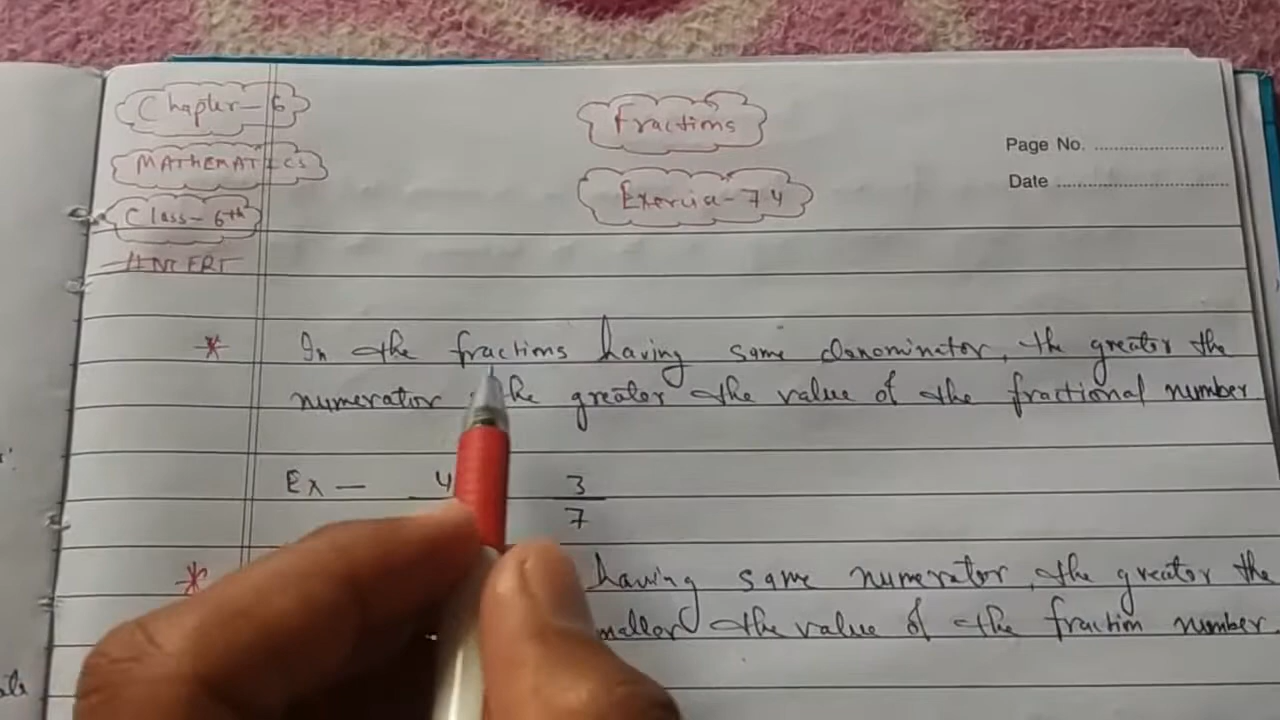 Chapter-6
MATHEMATICS
Class-6th
NCERT
Fractions
Exercise-7.4
Page No.
Date
* In the fractions having same denominator, the greater the
numerator the greater the value of the fractional number
Ex - 4 3
7
* having same numerator, the greater the
smaller the value of the fraction number